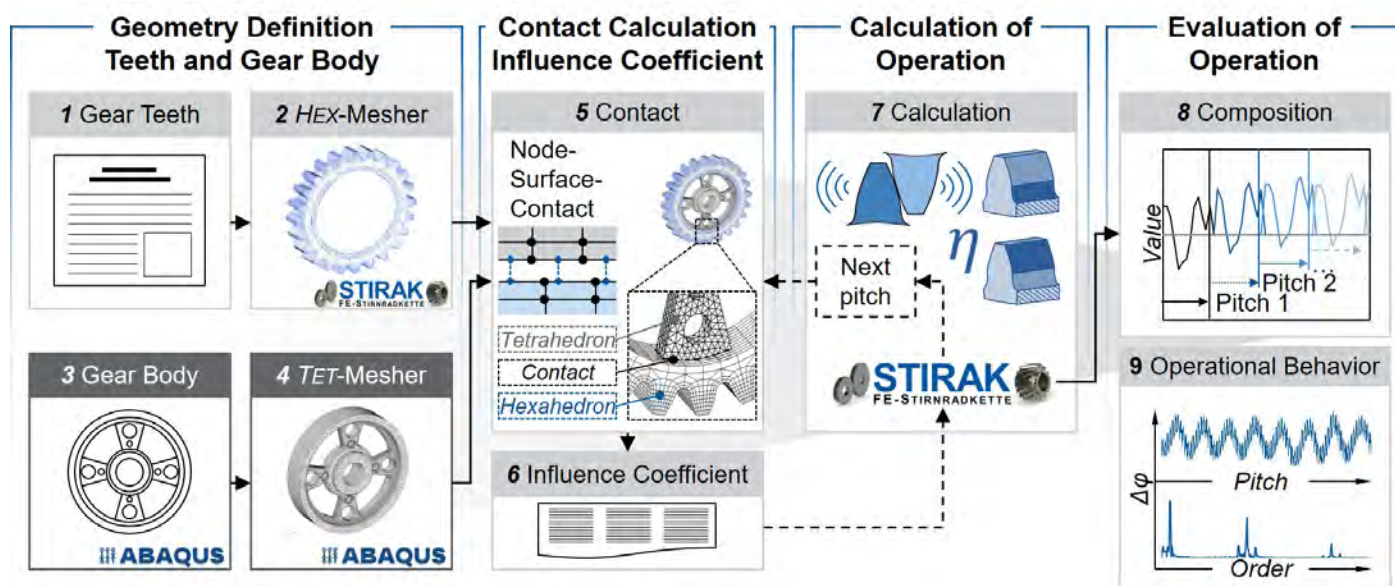 Geometry Definition
Teeth and Gear Body
1 Gear Teeth
2 HEX-Mesher
STIRAK
FE-STIRNRADKETTE
3 Gear Body
4 TET-Mesher
ABAQUS
ABAQUS
Contact Calculation
Influence Coefficient
5 Contact
Node-
Surface-
Contact
Tetrahedron
Contact
Hexahedron
6 Influence Coefficient
Calculation of
Operation
7 Calculation
η
Next
pitch
STIRAK
FE-STIRNRADKETTE
Evaluation of
Operation
8 Composition
Value
Pitch 1
Pitch 2
...
9 Operational Behavior
Δφ
Pitch
Order